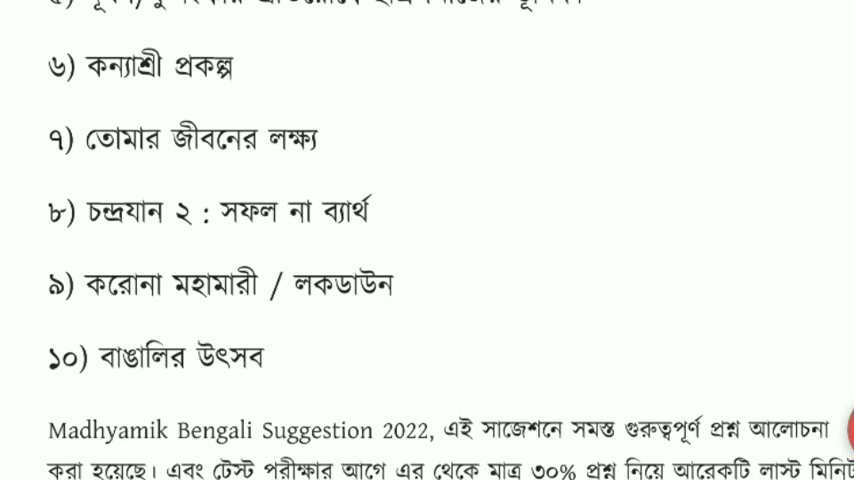 ৬) কন্যাশ্রী প্রকল্প
৭) তোমার জীবনের লক্ষ্য
৮) চন্দ্রযান ২ : সফল না ব্যার্থ
৯) করোনা মহামারী / লকডাউন
১০) বাঙালির উৎসব
Madhyamik Bengali Suggestion 2022, এই সাজেশনে সমস্ত গুরুত্বপূর্ণ প্রশ্ন আলোচনা
করা হয়েছে। এবং টেস্ট পরীক্ষার আগে এর থেকে মাত্র ৩০% প্রশ্ন নিয়ে আরেকটি লাস্ট মিনিট